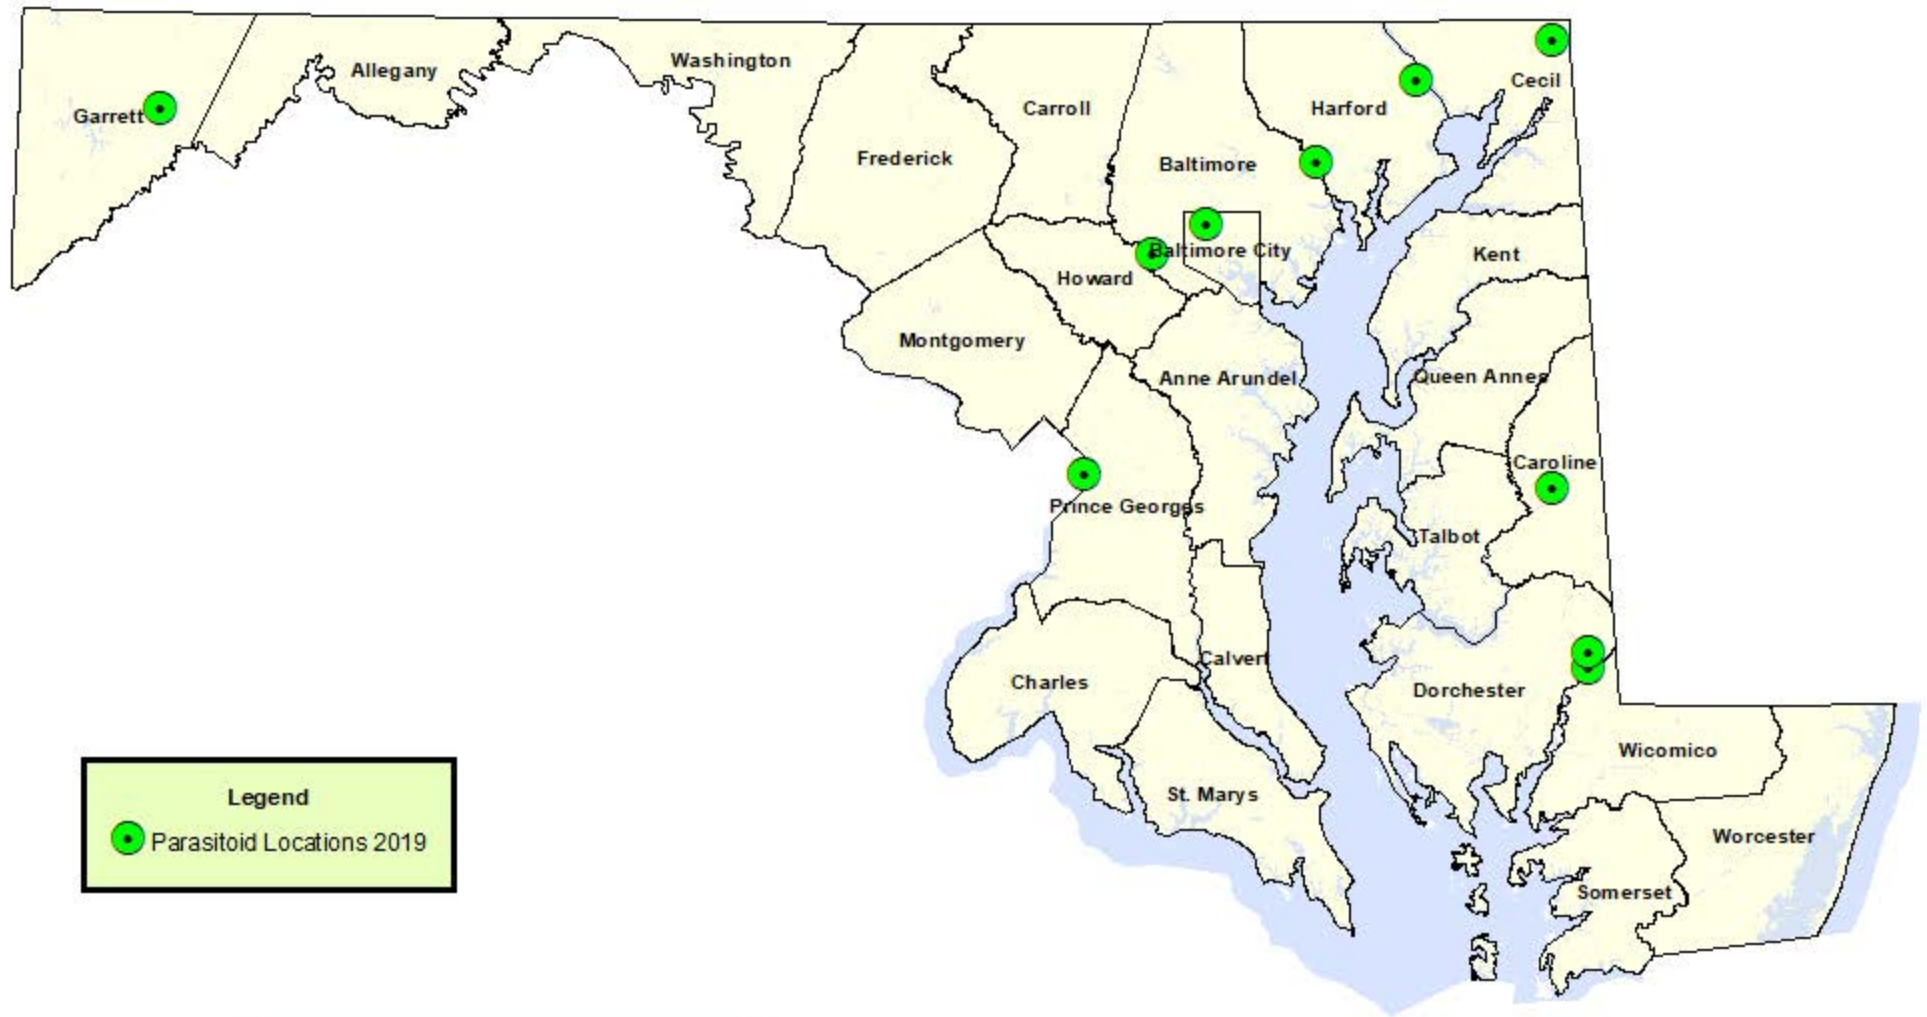 Washington
Allegany
Cecil
Garrett
Carroll
Harford
Frederick
Baltimore
Baltimore City
Kent
Howard
Montgomery
Anne Arundel
Queen Annes
Caroline
Prince Georges
Talbot
Calvert
Charles
Dorchester
Wicomico
St. Marys
Worcester
Somerset
Legend
Parasitoid Locations 2019